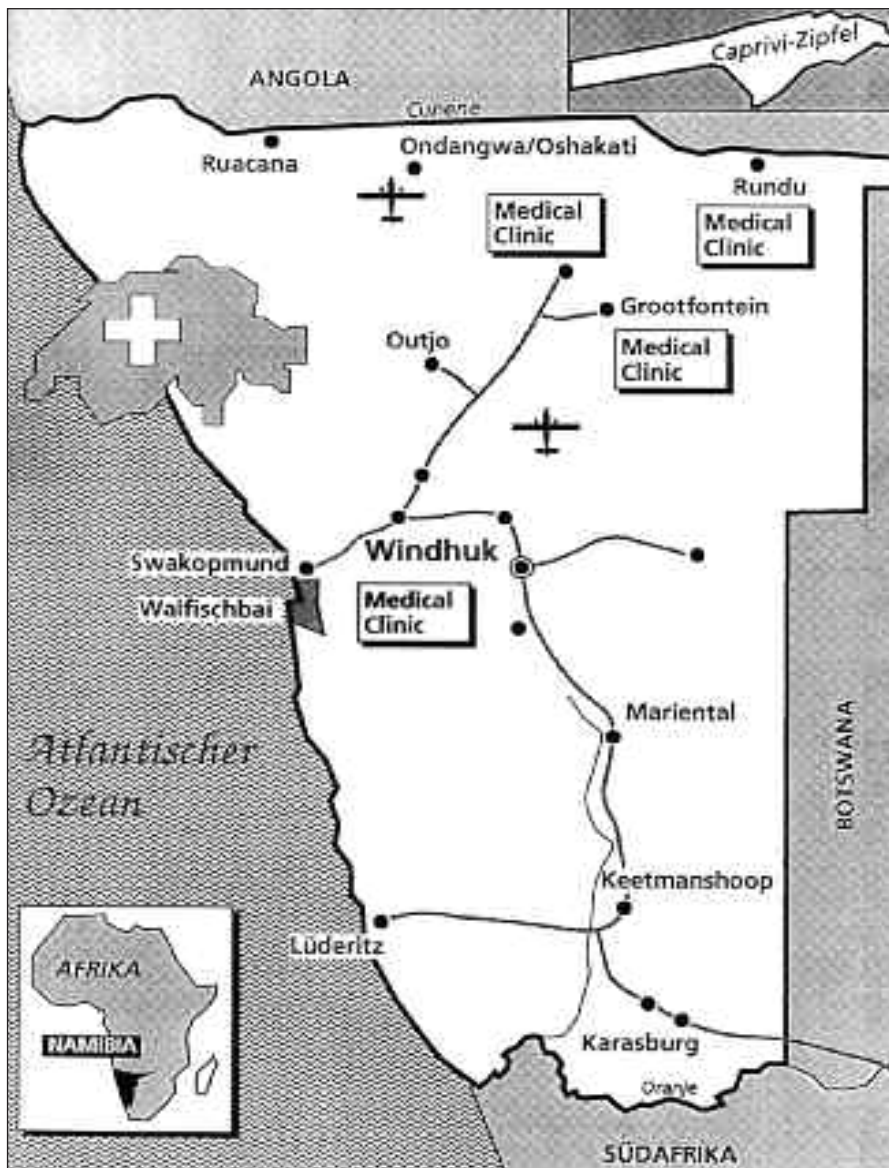 Caprivi-Zipfel
ANGOLA
Cunene
Ondangwa/Oshakati
Ruacana
Rundu
Medical
Clinic
Medical
Clinic
Grootfontein
Outjo
Medical
Clinic
Windhuk
Swakopmund
Walfischbai
Medical
Clinic
Mariental
Atlantischer
Ozean
BOTSWANA
Keetmanshoop
Lüderitz
AFRIKA
NAMIBIA
Karasburg
Oranje
SÜDAFRIKA